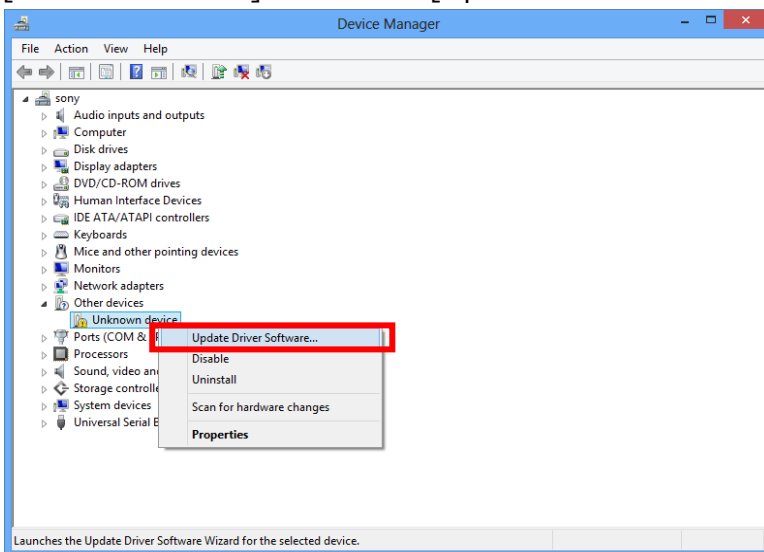 Device Manager
File Action View Help
sony
Audio inputs and outputs
Computer
Disk drives
Display adapters
DVD/CD-ROM drives
Human Interface Devices
IDE ATA/ATAPI controllers
Keyboards
Mice and other pointing devices
Monitors
Network adapters
Other devices
Unknown device
Ports (COM &
Update Driver Software...
Processors
Disable
Sound, video an
Uninstall
Storage controlle
System devices
Scan for hardware changes
Universal Serial B
Properties
Launches the Update Driver Software Wizard for the selected device.